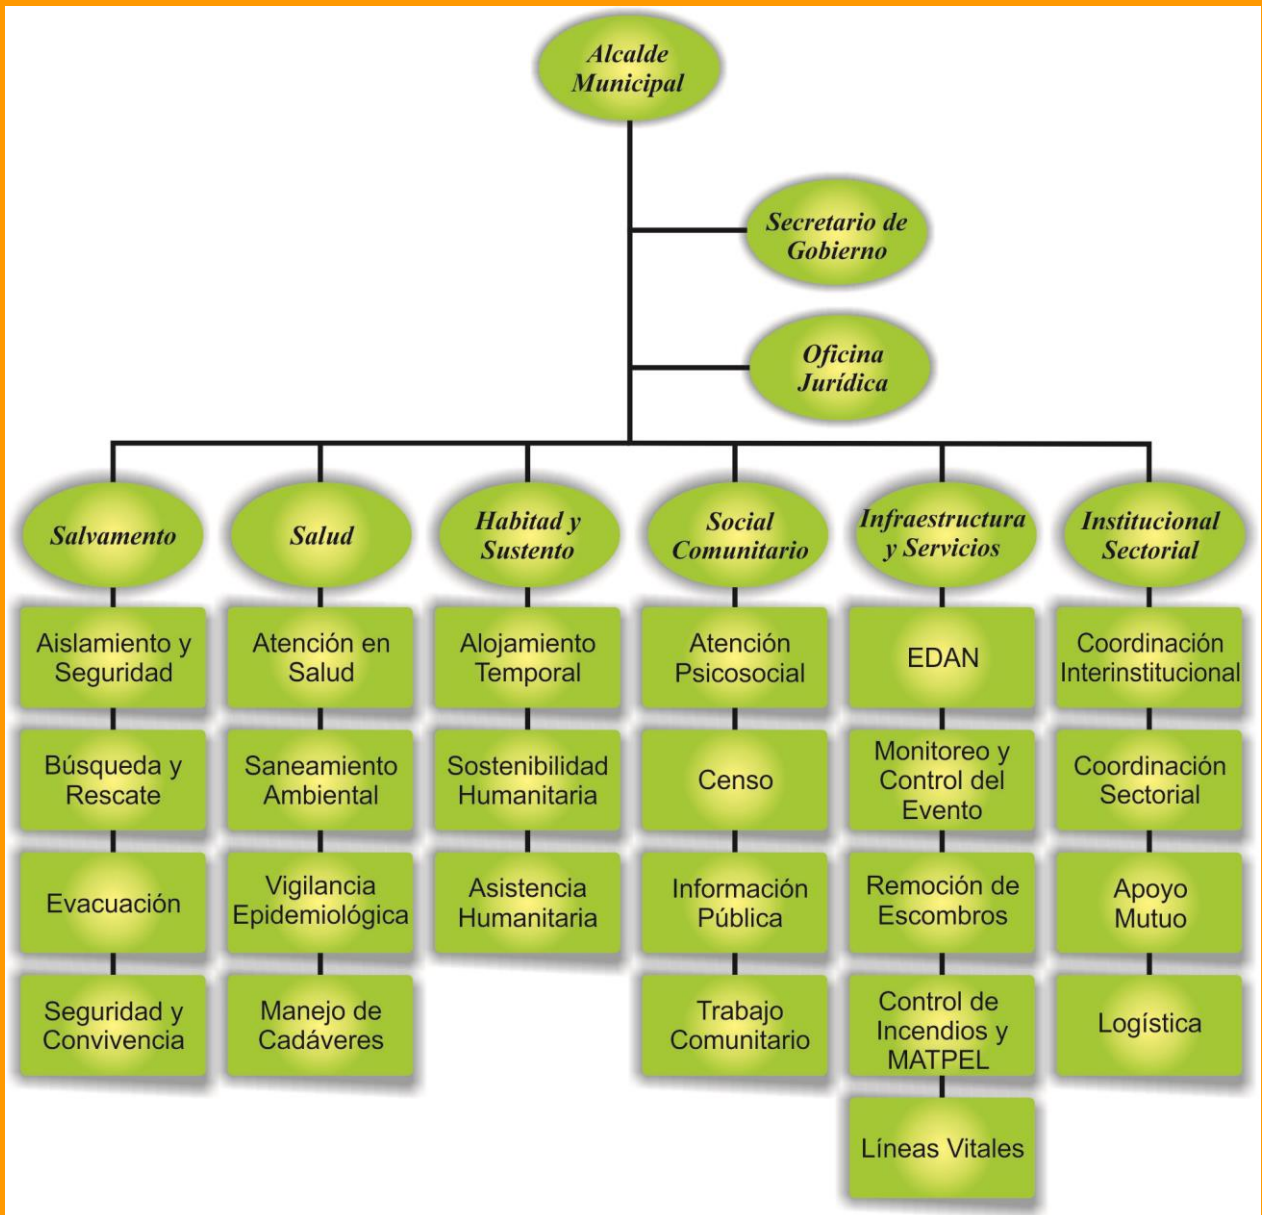 Alcalde
Municipal
Secretario de
Gobierno
Oficina
Jurídica
Salvamento
Salud
Habitad y
Sustento
Social
Comunitario
Infraestructura
y Servicios
Institucional
Sectorial
Aislamiento y
Seguridad
Búsqueda y
Rescate
Evacuación
Seguridad y
Convivencia
Atención en
Salud
Saneamiento
Ambiental
Vigilancia
Epidemiológica
Manejo de
Cadáveres
Alojamiento
Temporal
Sostenibilidad
Humanitaria
Asistencia
Humanitaria
Atención
Psicosocial
Censo
Información
Pública
Trabajo
Comunitario
EDAN
Monitoreo y
Control del
Evento
Remoción de
Escombros
Control de
Incendios y
MATPEL
Líneas Vitales
Coordinación
Interinstitucional
Coordinación
Sectorial
Apoyo
Mutuo
Logística